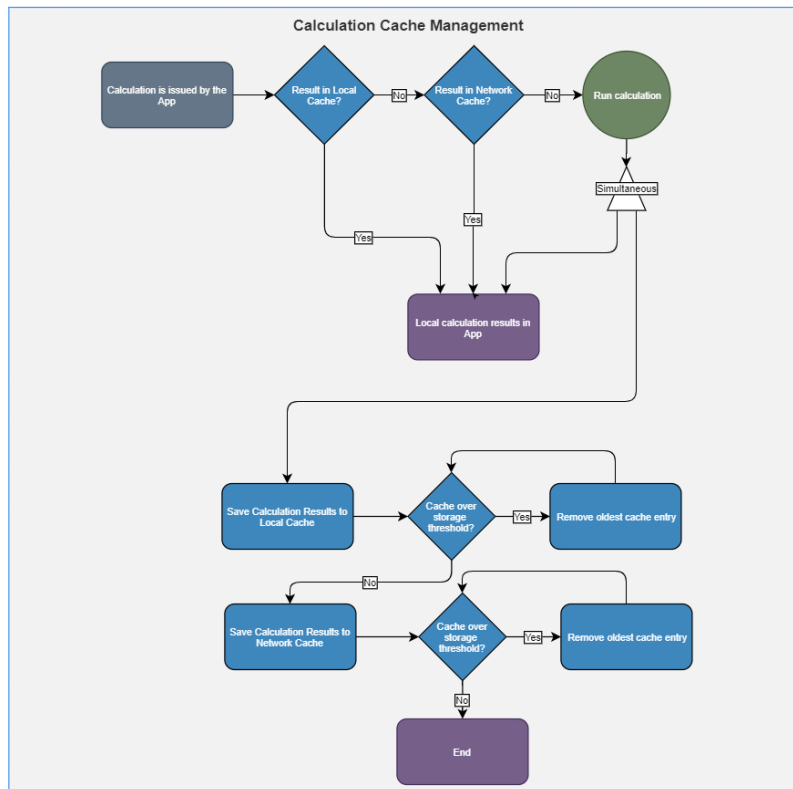 Calculation Cache Management
Calculation is issued by the
App
Result in Local
Cache?
No
Result in Network
Cache?
No
Run calculation
Simultaneous
Yes
Yes
Local calculation results in
App
Save Calculation Results to
Local Cache
Cache over
storage
threshold?
Yes
Remove oldest cache entry
No
Save Calculation Results to
Network Cache
Cache over
storage
threshold?
Yes
Remove oldest cache entry
No
End